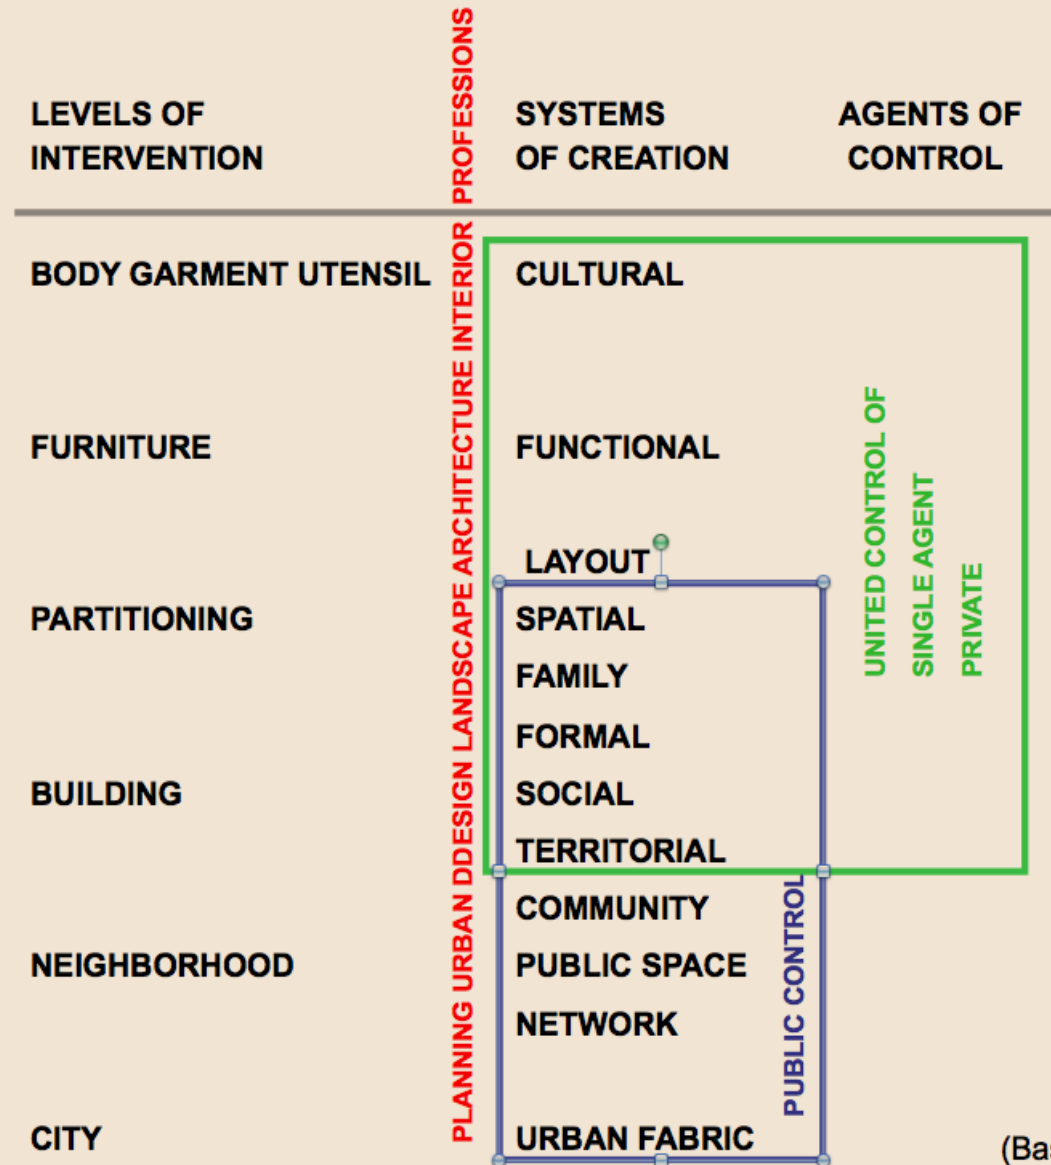 LEVELS OF
INTERVENTION
PROFESSIONS
SYSTEMS
OF CREATION
AGENTS OF
CONTROL
PLANNING URBAN DDESIGN LANDSCAPE ARCHITECTURE INTERIOR
BODY GARMENT UTENSIL
CULTURAL
FURNITURE
FUNCTIONAL
LAYOUT
PARTITIONING
SPATIAL
FAMILY
FORMAL
BUILDING
SOCIAL
TERRITORIAL
UNITED CONTROL OF
SINGLE AGENT
PRIVATE
COMMUNITY
NEIGHBORHOOD
PUBLIC SPACE
NETWORK
PUBLIC CONTROL
CITY
URBAN FABRIC